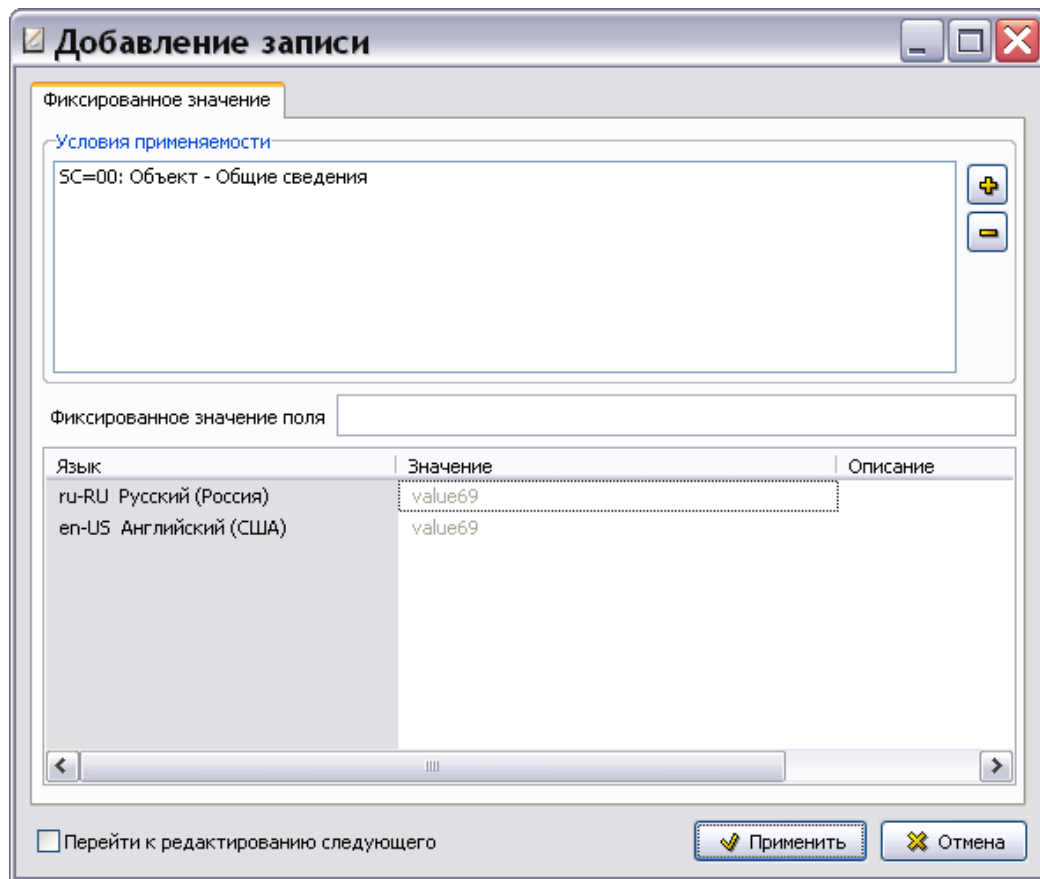 Добавление записи
Фиксированное значение
Условия применяемости
SC=00: Объект - Общие сведения
Фиксированное значение поля
Язык Значение Описание
ru-RU Русский (Россия) value69
en-US Английский (США) value69
Перейти к редактированию следующего Применить Отмена